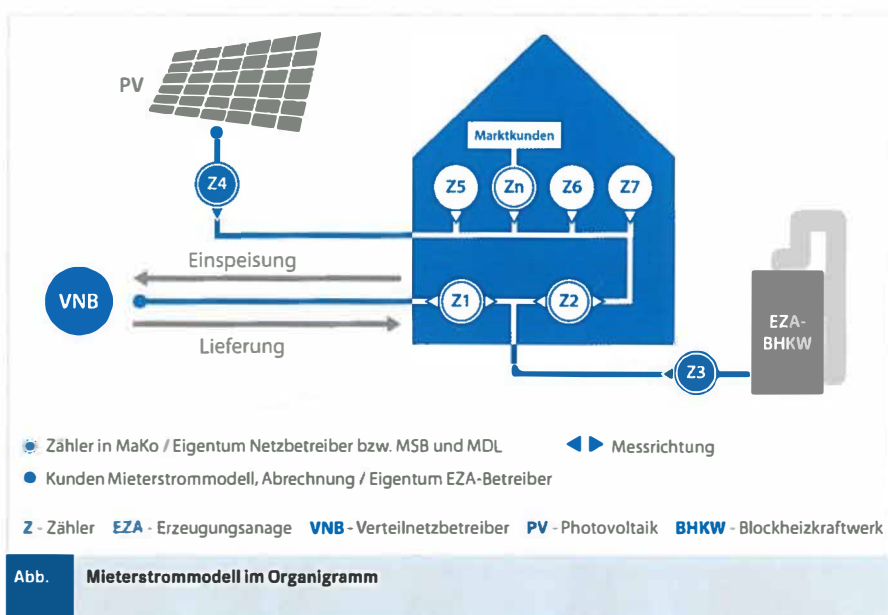 PV
Marktkunden
Z4
Z5
Zn
Z6
Z7
Einspeisung
VNB
Z1
Z2
EZA-
BHKW
Lieferung
Z3
Zähler in MaKo / Eigentum Netzbetreiber bzw. MSB und MDL
Messrichtung
Kunden Mieterstrommodell, Abrechnung / Eigentum EZA-Betreiber
Z - Zähler EZA - Erzeugungsanage VNB - Verteilnetzbetreiber PV - Photovoltaik BHKW - Blockheizkraftwerk
Abb. Mieterstrommodell im Organigramm